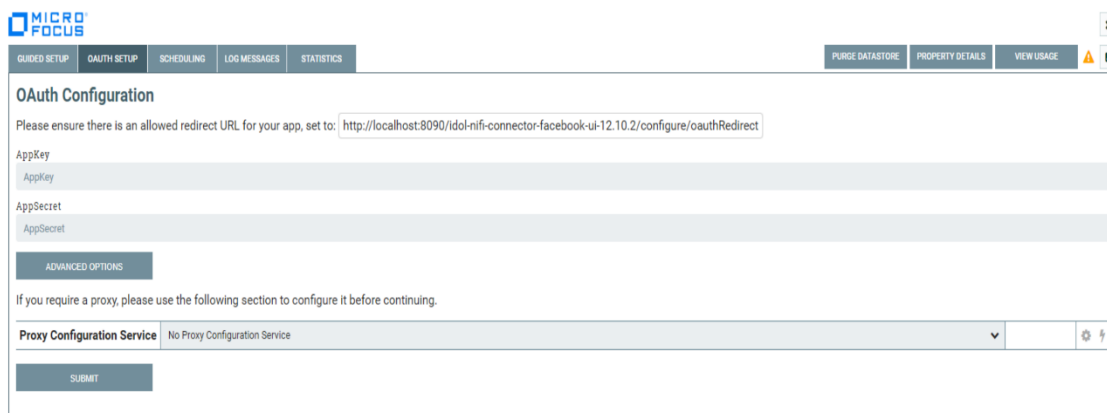 MICRO
FOCUS
GUIDED SETUP OAUTH SETUP SCHEDULING LOG MESSAGES STATISTICS PURGE DATASTORE PROPERTY DETAILS VIEW USAGE
OAuth Configuration
Please ensure there is an allowed redirect URL for your app, set to: http://localhost:8090/idol-nifi-connector-facebook-ui-12.10.2/configure/oauthRedirect
AppKey
AppKey
AppSecret
AppSecret
ADVANCED OPTIONS
If you require a proxy, please use the following section to configure it before continuing.
Proxy Configuration Service No Proxy Configuration Service
SUBMIT